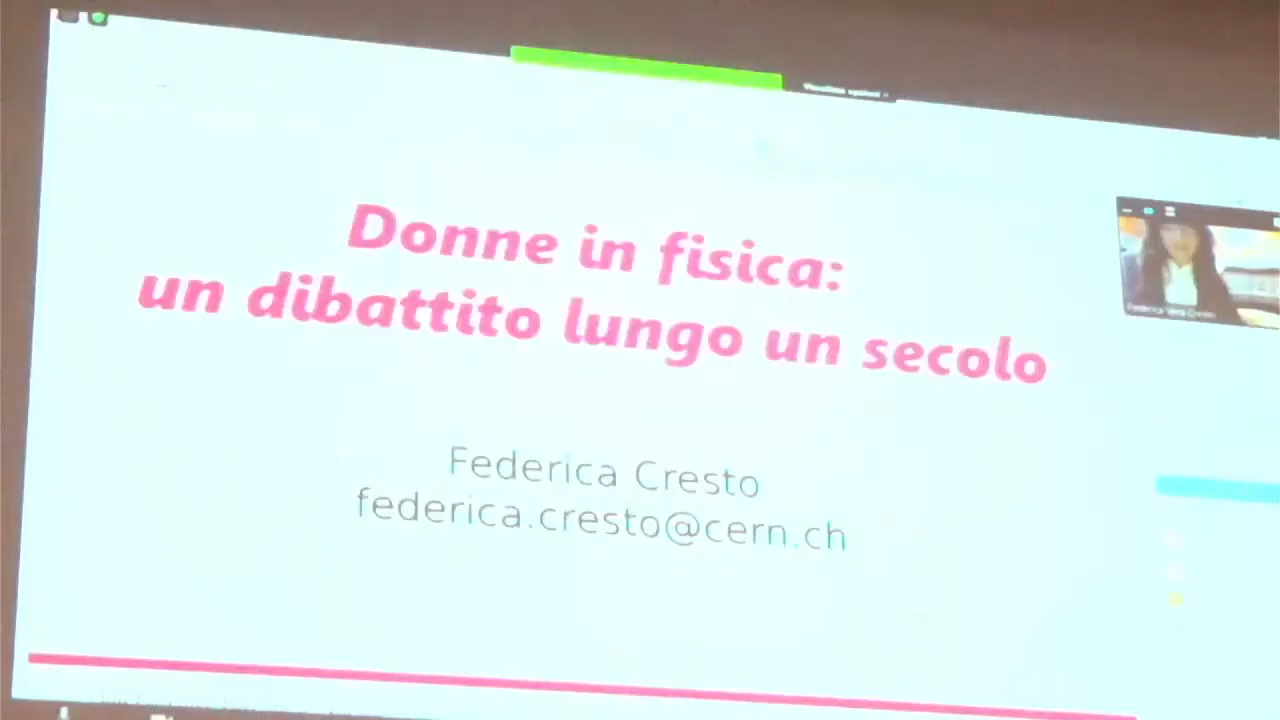 Donne in fisica:
un dibattito lungo un secolo
Federica Cresto
federica.cresto@cern.ch